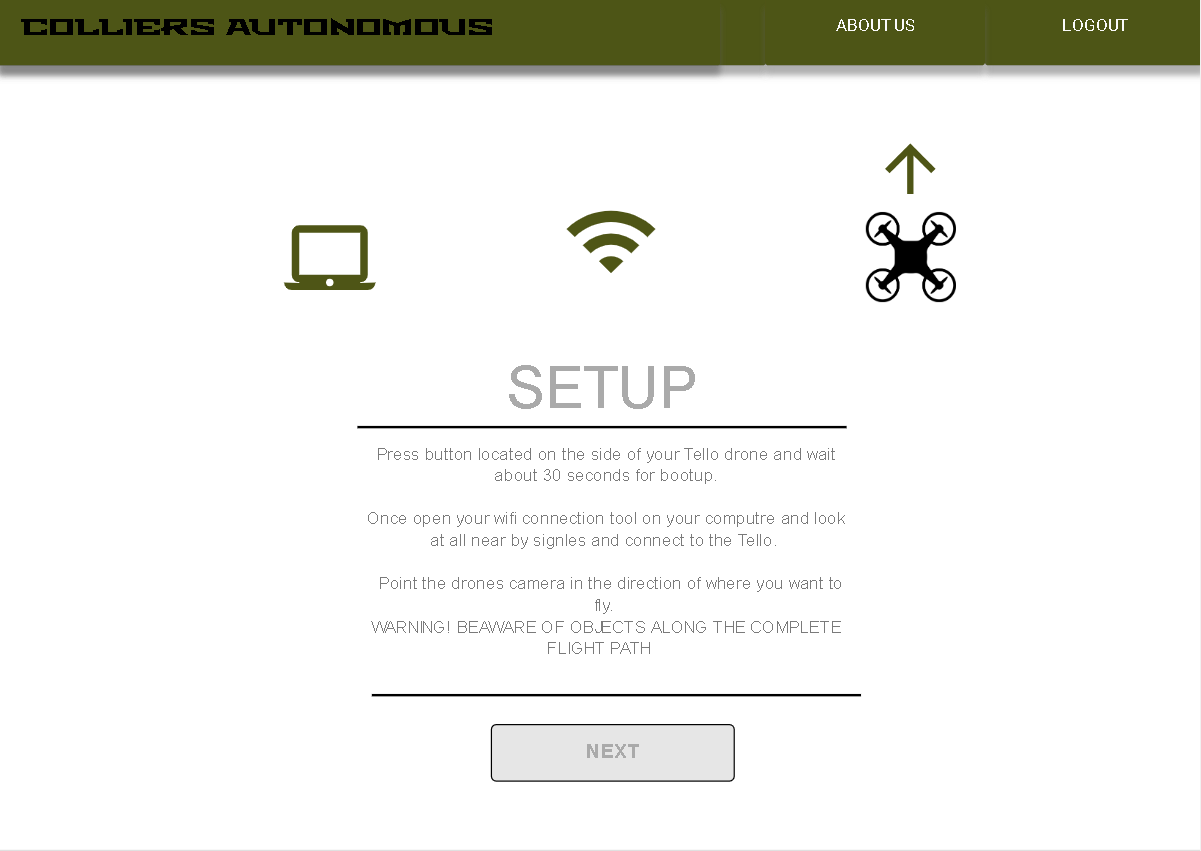 COLLIERS AUTONOMOUS
ABOUT US
LOGOUT
SETUP
Press button located on the side of your Tello drone and wait
about 30 seconds for bootup.
Once open your wifi connection tool on your computre and look
at all near by signles and connect to the Tello.
Point the drones camera in the direction of where you want to
fly.
WARNING! BEAWARE OF OBJECTS ALONG THE COMPLETE
FLIGHT PATH
NEXT